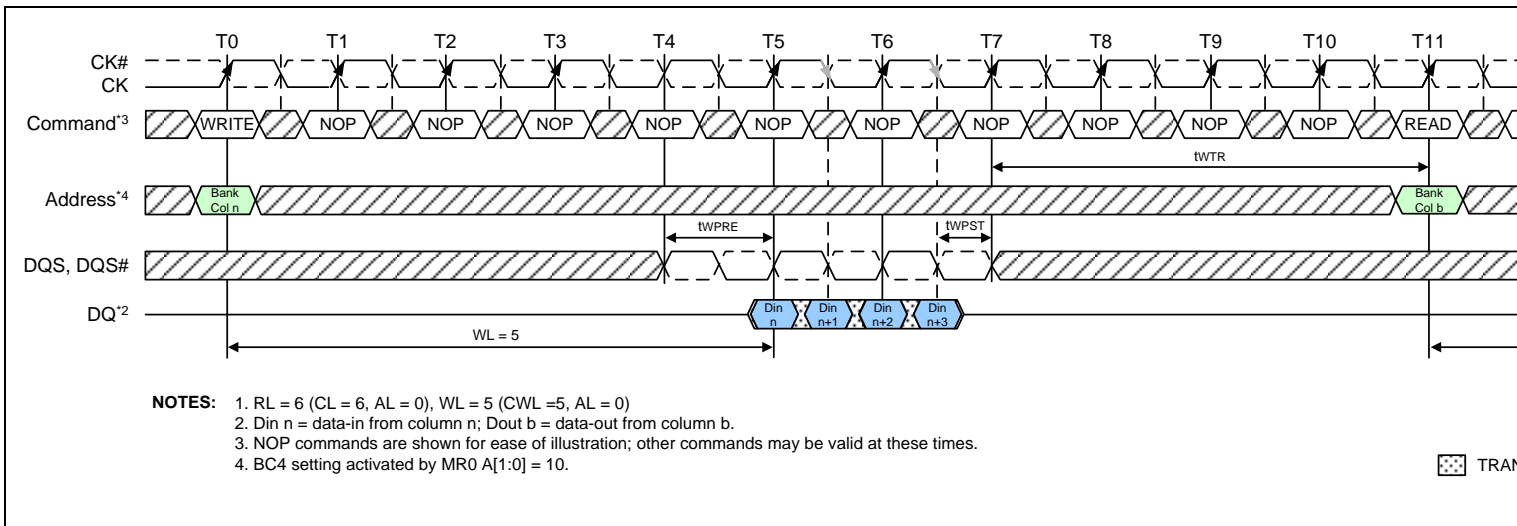 T0 T1 T2 T3 T4 T5 T6 T7 T8 T9 T10 T11
CK#
CK
Command*3 WRITE NOP NOP NOP NOP NOP NOP NOP NOP NOP NOP READ
tWTR
Address*4 Bank Col n Bank Col b
tWPRE tWPST
DQS, DQS#
DQ*2 Din n Din n+1 Din n+2 Din n+3
WL = 5
NOTES: 1. RL = 6 (CL = 6, AL = 0), WL = 5 (CWL =5, AL = 0)
2. Din n = data-in from column n; Dout b = data-out from column b.
3. NOP commands are shown for ease of illustration; other commands may be valid at these times.
4. BC4 setting activated by MR0 A[1:0] = 10.